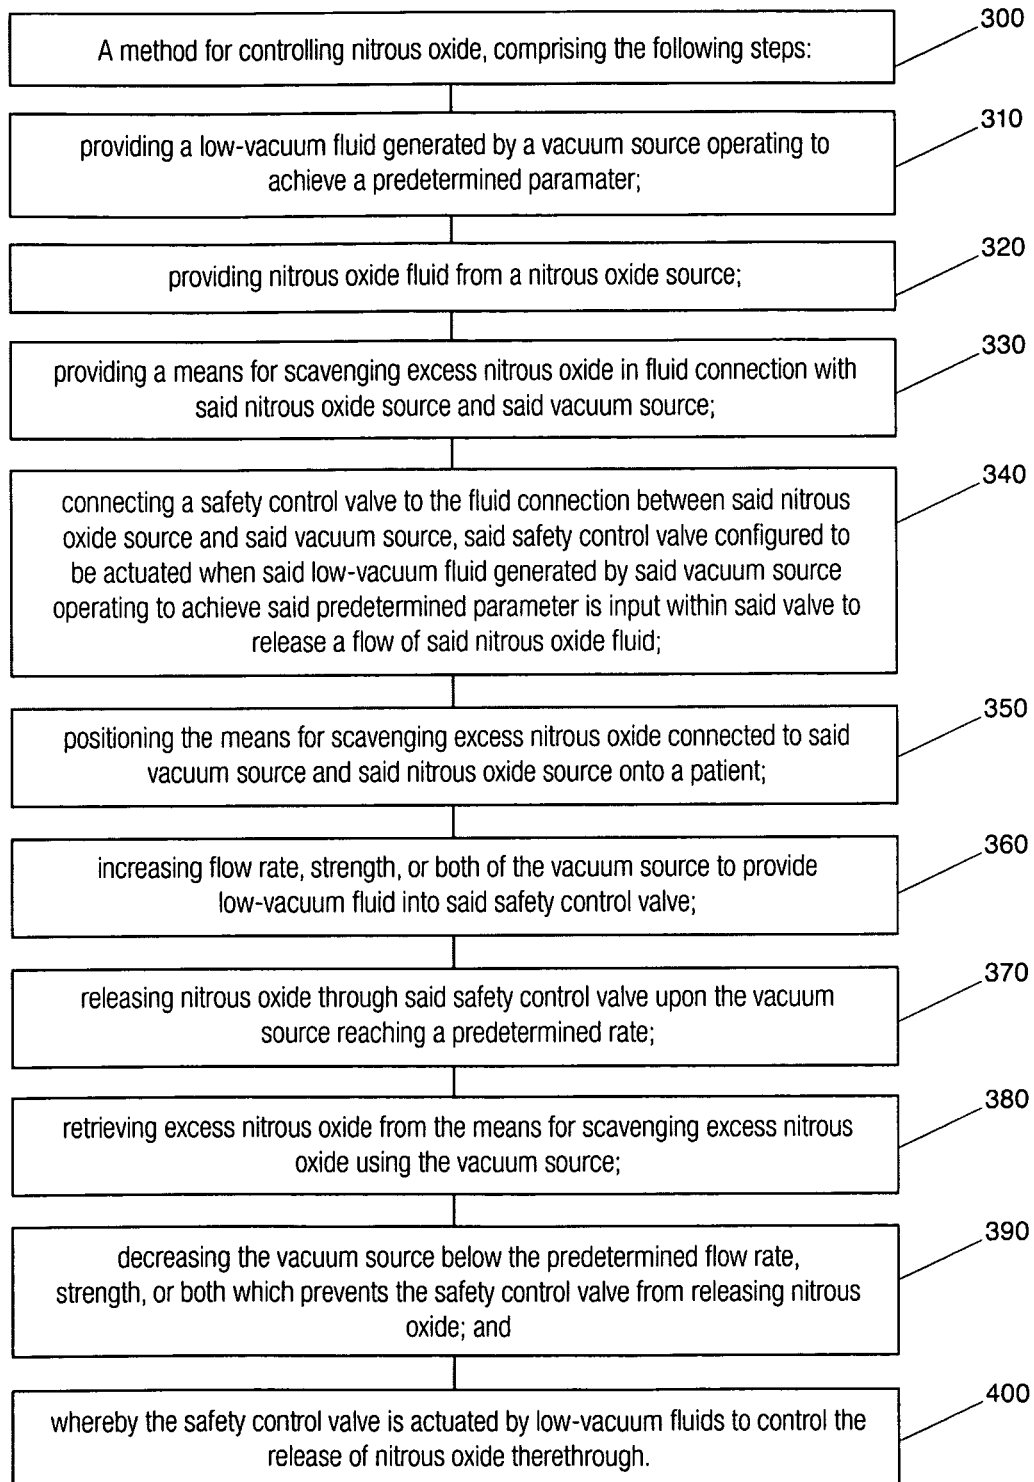 300
A method for controlling nitrous oxide, comprising the following steps:
310
providing a low-vacuum fluid generated by a vacuum source operating to
achieve a predetermined paramater;
320
providing nitrous oxide fluid from a nitrous oxide source;
330
providing a means for scavenging excess nitrous oxide in fluid connection with
said nitrous oxide source and said vacuum source;
340
connecting a safety control valve to the fluid connection between said nitrous
oxide source and said vacuum source, said safety control valve configured to
be actuated when said low-vacuum fluid generated by said vacuum source
operating to achieve said predetermined parameter is input within said valve to
release a flow of said nitrous oxide fluid;
350
positioning the means for scavenging excess nitrous oxide connected to said
vacuum source and said nitrous oxide source onto a patient;
360
increasing flow rate, strength, or both of the vacuum source to provide
low-vacuum fluid into said safety control valve;
370
releasing nitrous oxide through said safety control valve upon the vacuum
source reaching a predetermined rate;
380
retrieving excess nitrous oxide from the means for scavenging excess nitrous
oxide using the vacuum source;
390
decreasing the vacuum source below the predetermined flow rate,
strength, or both which prevents the safety control valve from releasing nitrous
oxide; and
400
whereby the safety control valve is actuated by low-vacuum fluids to control the
release of nitrous oxide therethrough.